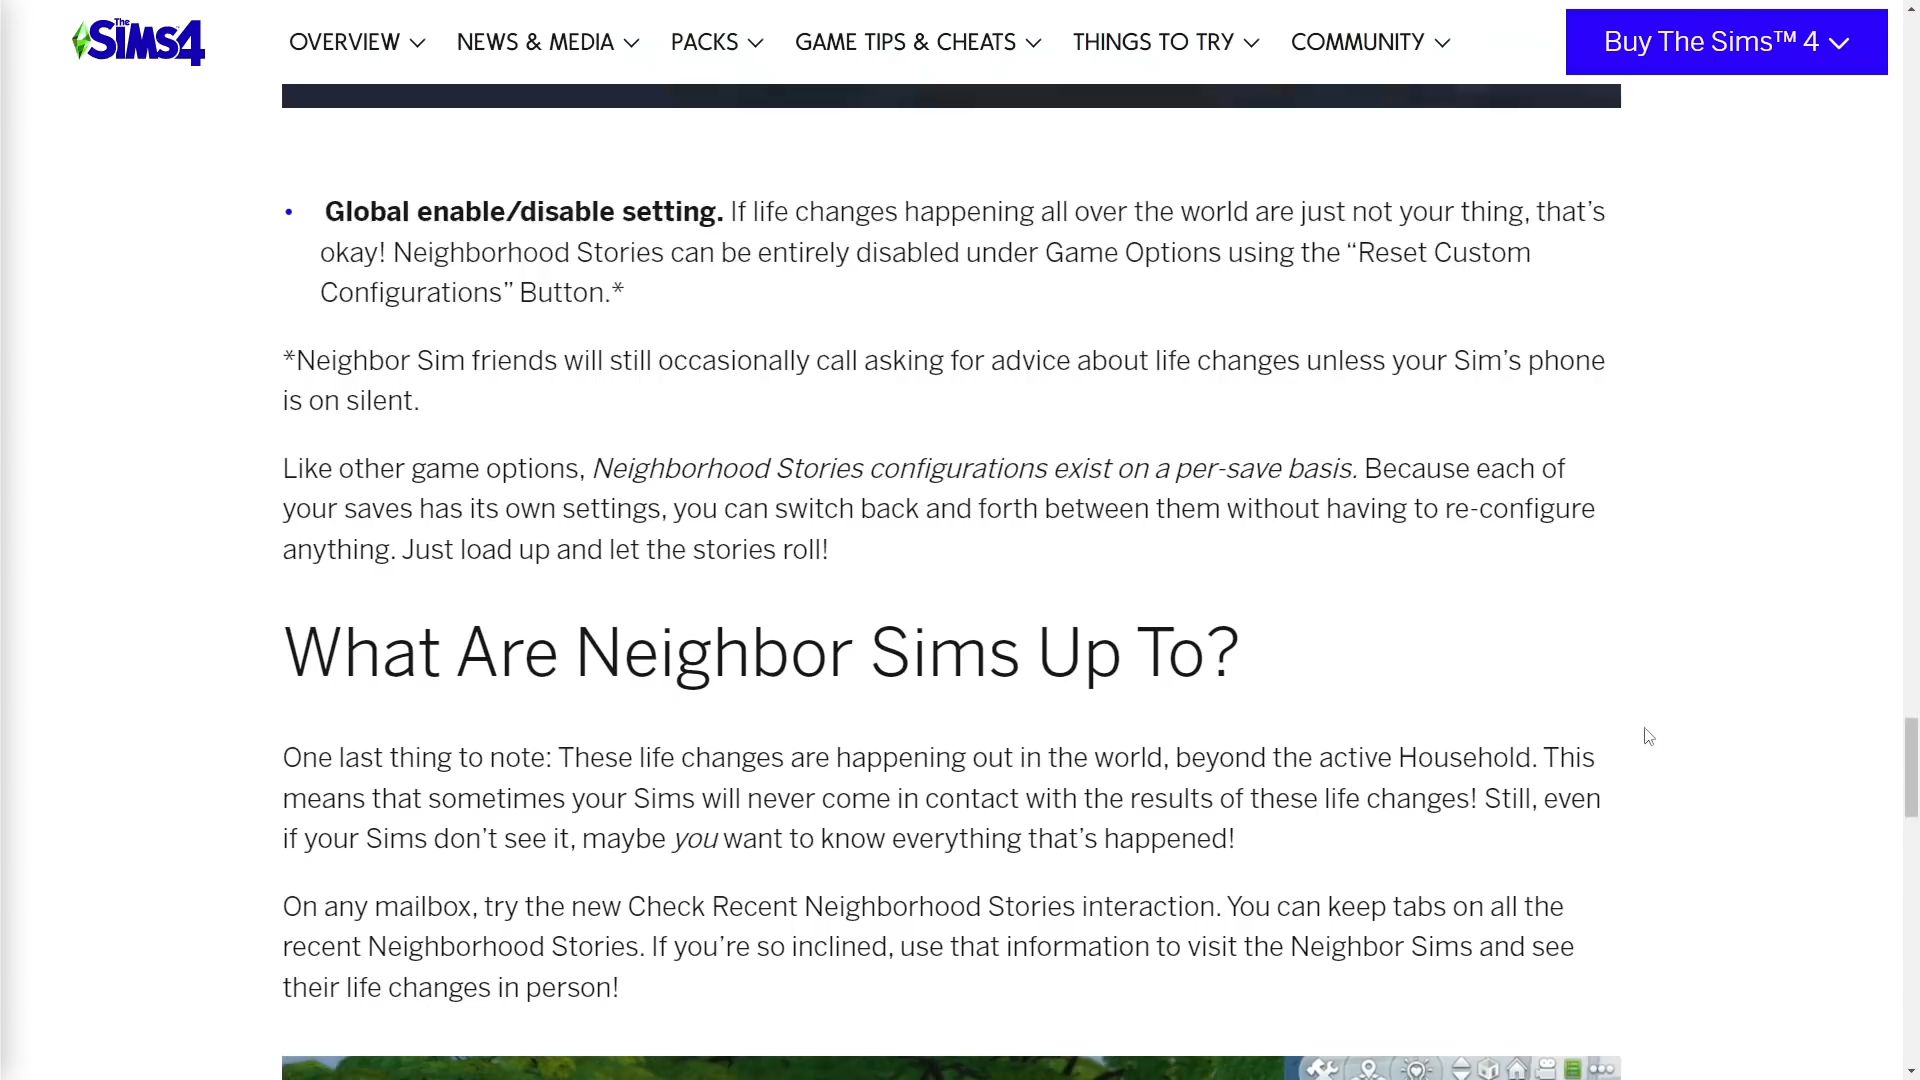 The Sims 4
OVERVIEW NEWS & MEDIA PACKS GAME TIPS & CHEATS THINGS TO TRY COMMUNITY Buy The Sims™ 4
• Global enable/disable setting. If life changes happening all over the world are just not your thing, that’s
okay! Neighborhood Stories can be entirely disabled under Game Options using the “Reset Custom
Configurations” Button.*
*Neighbor Sim friends will still occasionally call asking for advice about life changes unless your Sim’s phone
is on silent.
Like other game options, Neighborhood Stories configurations exist on a per-save basis. Because each of
your saves has its own settings, you can switch back and forth between them without having to re-configure
anything. Just load up and let the stories roll!
What Are Neighbor Sims Up To?
One last thing to note: These life changes are happening out in the world, beyond the active Household. This
means that sometimes your Sims will never come in contact with the results of these life changes! Still, even
if your Sims don’t see it, maybe you want to know everything that’s happened!
On any mailbox, try the new Check Recent Neighborhood Stories interaction. You can keep tabs on all the
recent Neighborhood Stories. If you’re so inclined, use that information to visit the Neighbor Sims and see
their life changes in person!